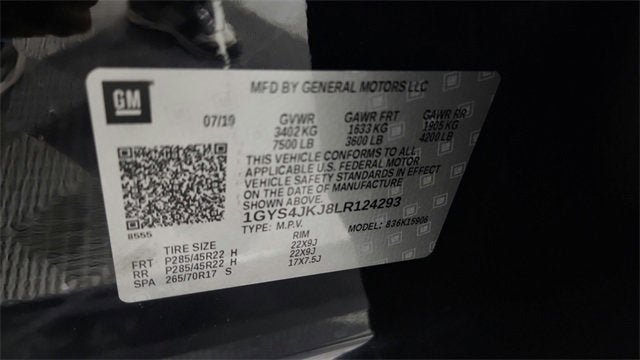 GM
MFD BY GENERAL MOTORS LLC
07/19 GVWR GAWR FRT GAWR RR
3402 KG 1633 KG 1905 KG
7500 LB 3600 LB 4200 LB
THIS VEHICLE CONFORMS TO ALL
APPLICABLE U.S. FEDERAL MOTOR
VEHICLE SAFETY STANDARDS IN EFFECT
ON THE DATE OF MANUFACTURE
SHOWN ABOVE.
1GYS4JKJ8LR124293
8555
TYPE: M.P.V. MODEL: 836K15906
TIRE SIZE RIM
FRT P285/45R22 H 22X9J
RR P285/45R22 H 22X9J
SPA 265/70R17 S 17X7.5J